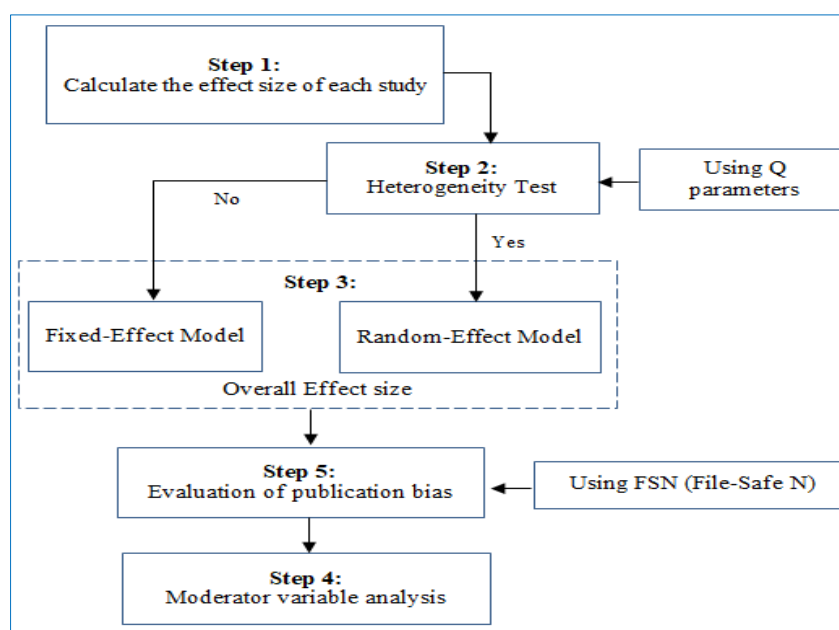 Step 1:
Calculate the effect size of each study
Step 2:
Heterogeneity Test
Using Q
parameters
No
Yes
Step 3:
Fixed-Effect Model
Random-Effect Model
Overall Effect size
Step 5:
Evaluation of publication bias
Using FSN (File-Safe N)
Step 4:
Moderator variable analysis